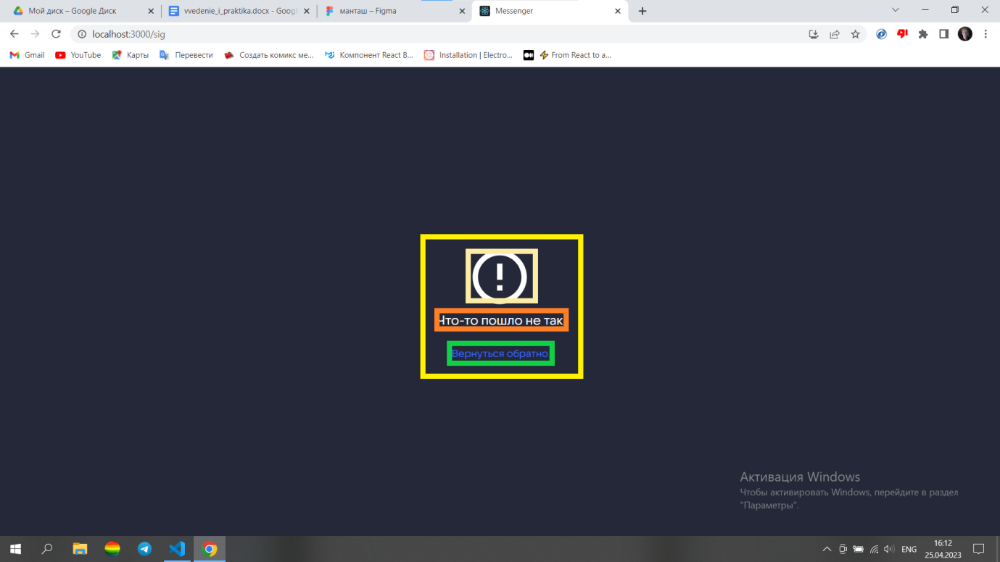 Мой диск – Google Диск
vvedenie_i_praktika.docx - Goog
манташ – Figma
Messenger
localhost:3000/sig
Gmail
YouTube
Карты
Перевести
Создать комикс ме...
Компонент React B...
Installation | Electro...
From React to a...
Что-то пошло не так
Вернуться обратно
Активация Windows
Чтобы активировать Windows, перейдите в раздел
"Параметры".
ENG
16:12
25.04.2023